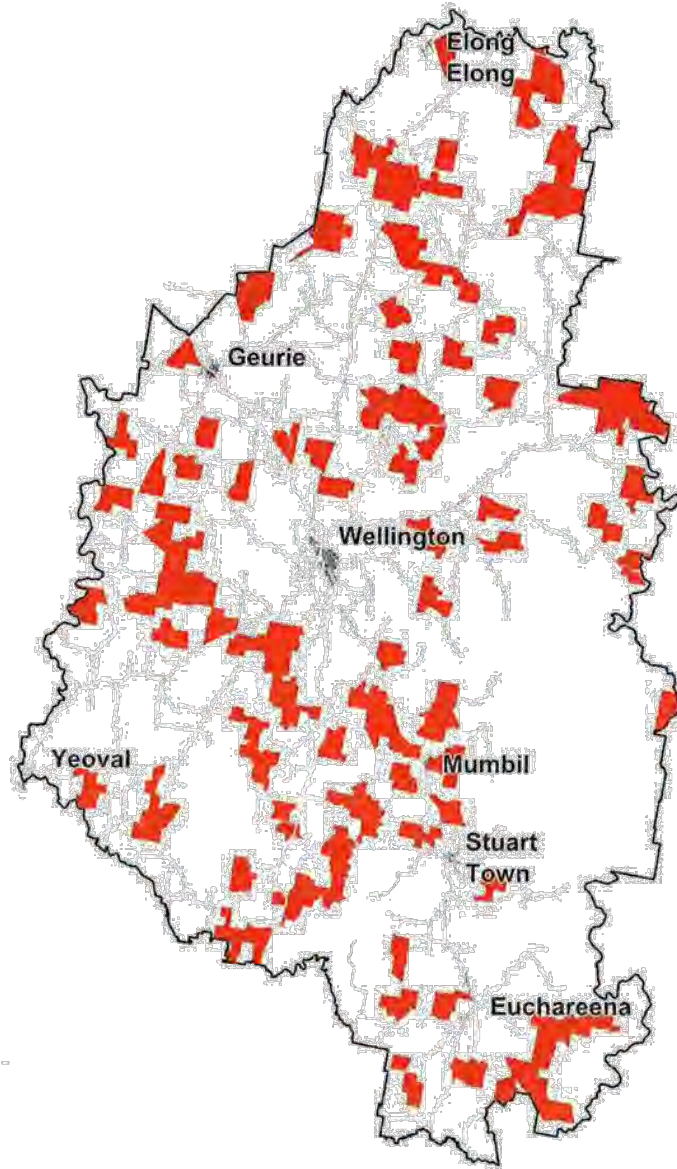 Elong
Elong
Geurie
Wellington
Yeoval
Mumbil
Stuart
Town
Euchareena